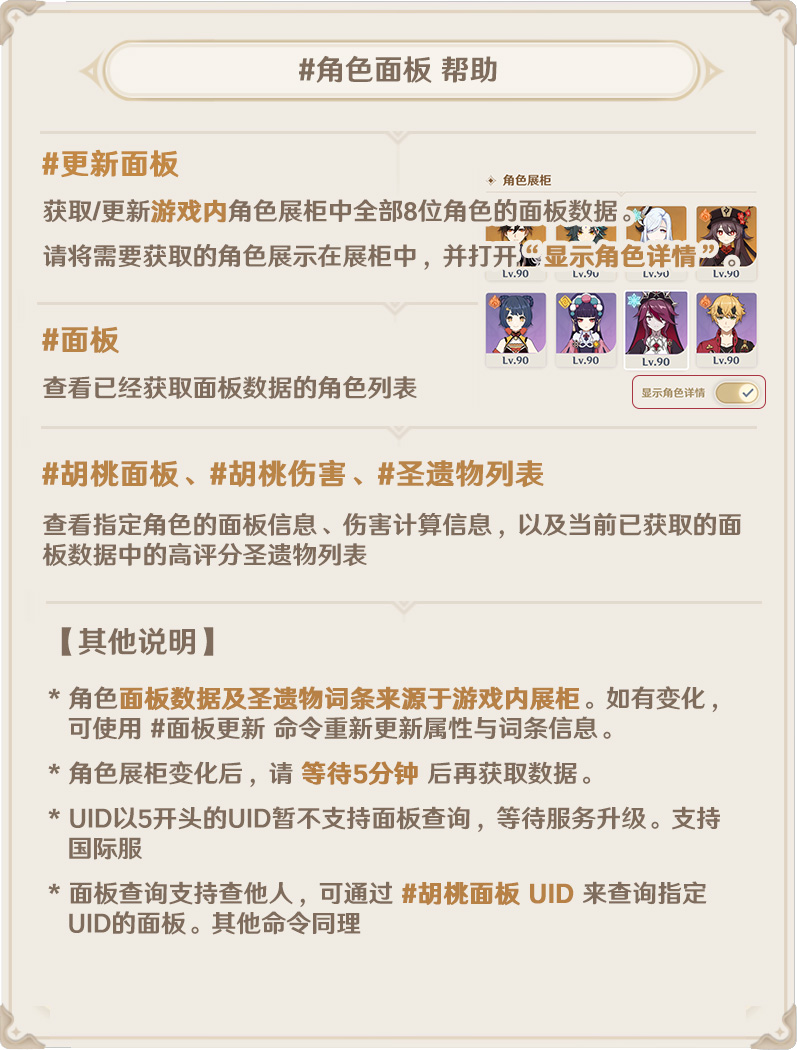 #角色面板 帮助
#更新面板
角色展柜
获取/更新游戏内角色展柜中全部8位角色的面板数据。
请将需要获取的角色展示在展柜中，并打开“显示角色详情”
Lv.90 Lv.90 Lv.90 Lv.90
#面板
Lv.90 Lv.90 Lv.90 Lv.90
查看已经获取面板数据的角色列表
显示角色详情
#胡桃面板、#胡桃伤害、#圣遗物列表
查看指定角色的面板信息、伤害计算信息，以及当前已获取的面
板数据中的高评分圣遗物列表
【其他说明】
* 角色面板数据及圣遗物词条来源于游戏内展柜。如有变化，
可使用 #面板更新 命令重新更新属性与词条信息。
* 角色展柜变化后，请 等待5分钟 后再获取数据。
* UID以5开头的UID暂不支持面板查询，等待服务升级。支持
国际服
* 面板查询支持查他人，可通过 #胡桃面板 UID 来查询指定
UID的面板。其他命令同理